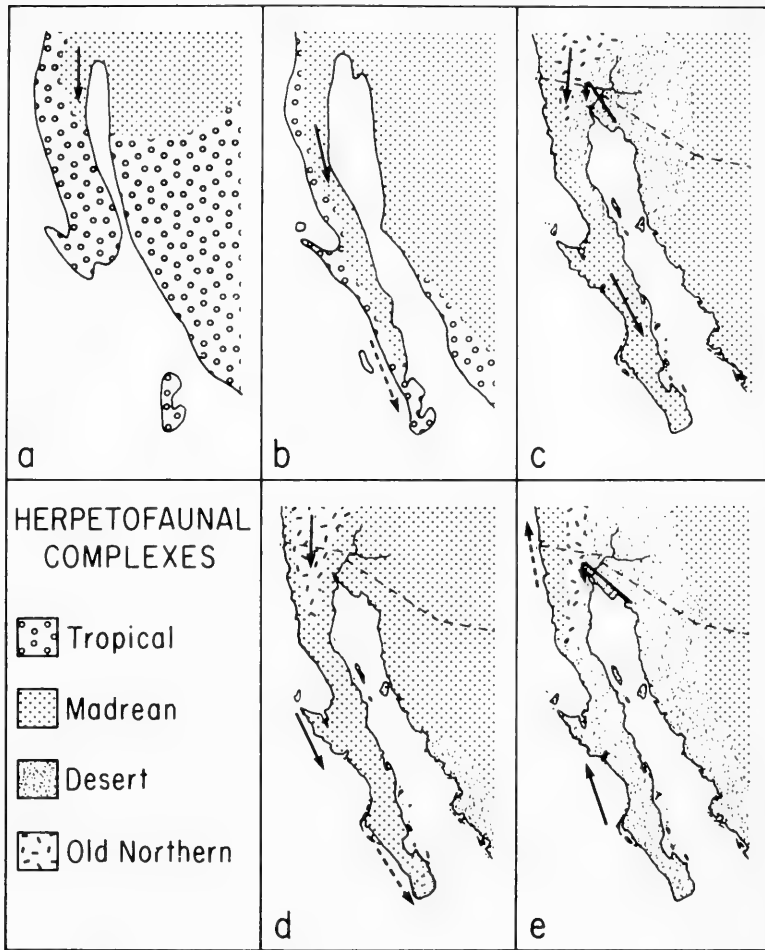 a
b
c
HERPETOFAUNAL
COMPLEXES
Tropical
Madrean
Desert
Old Northern
d
e